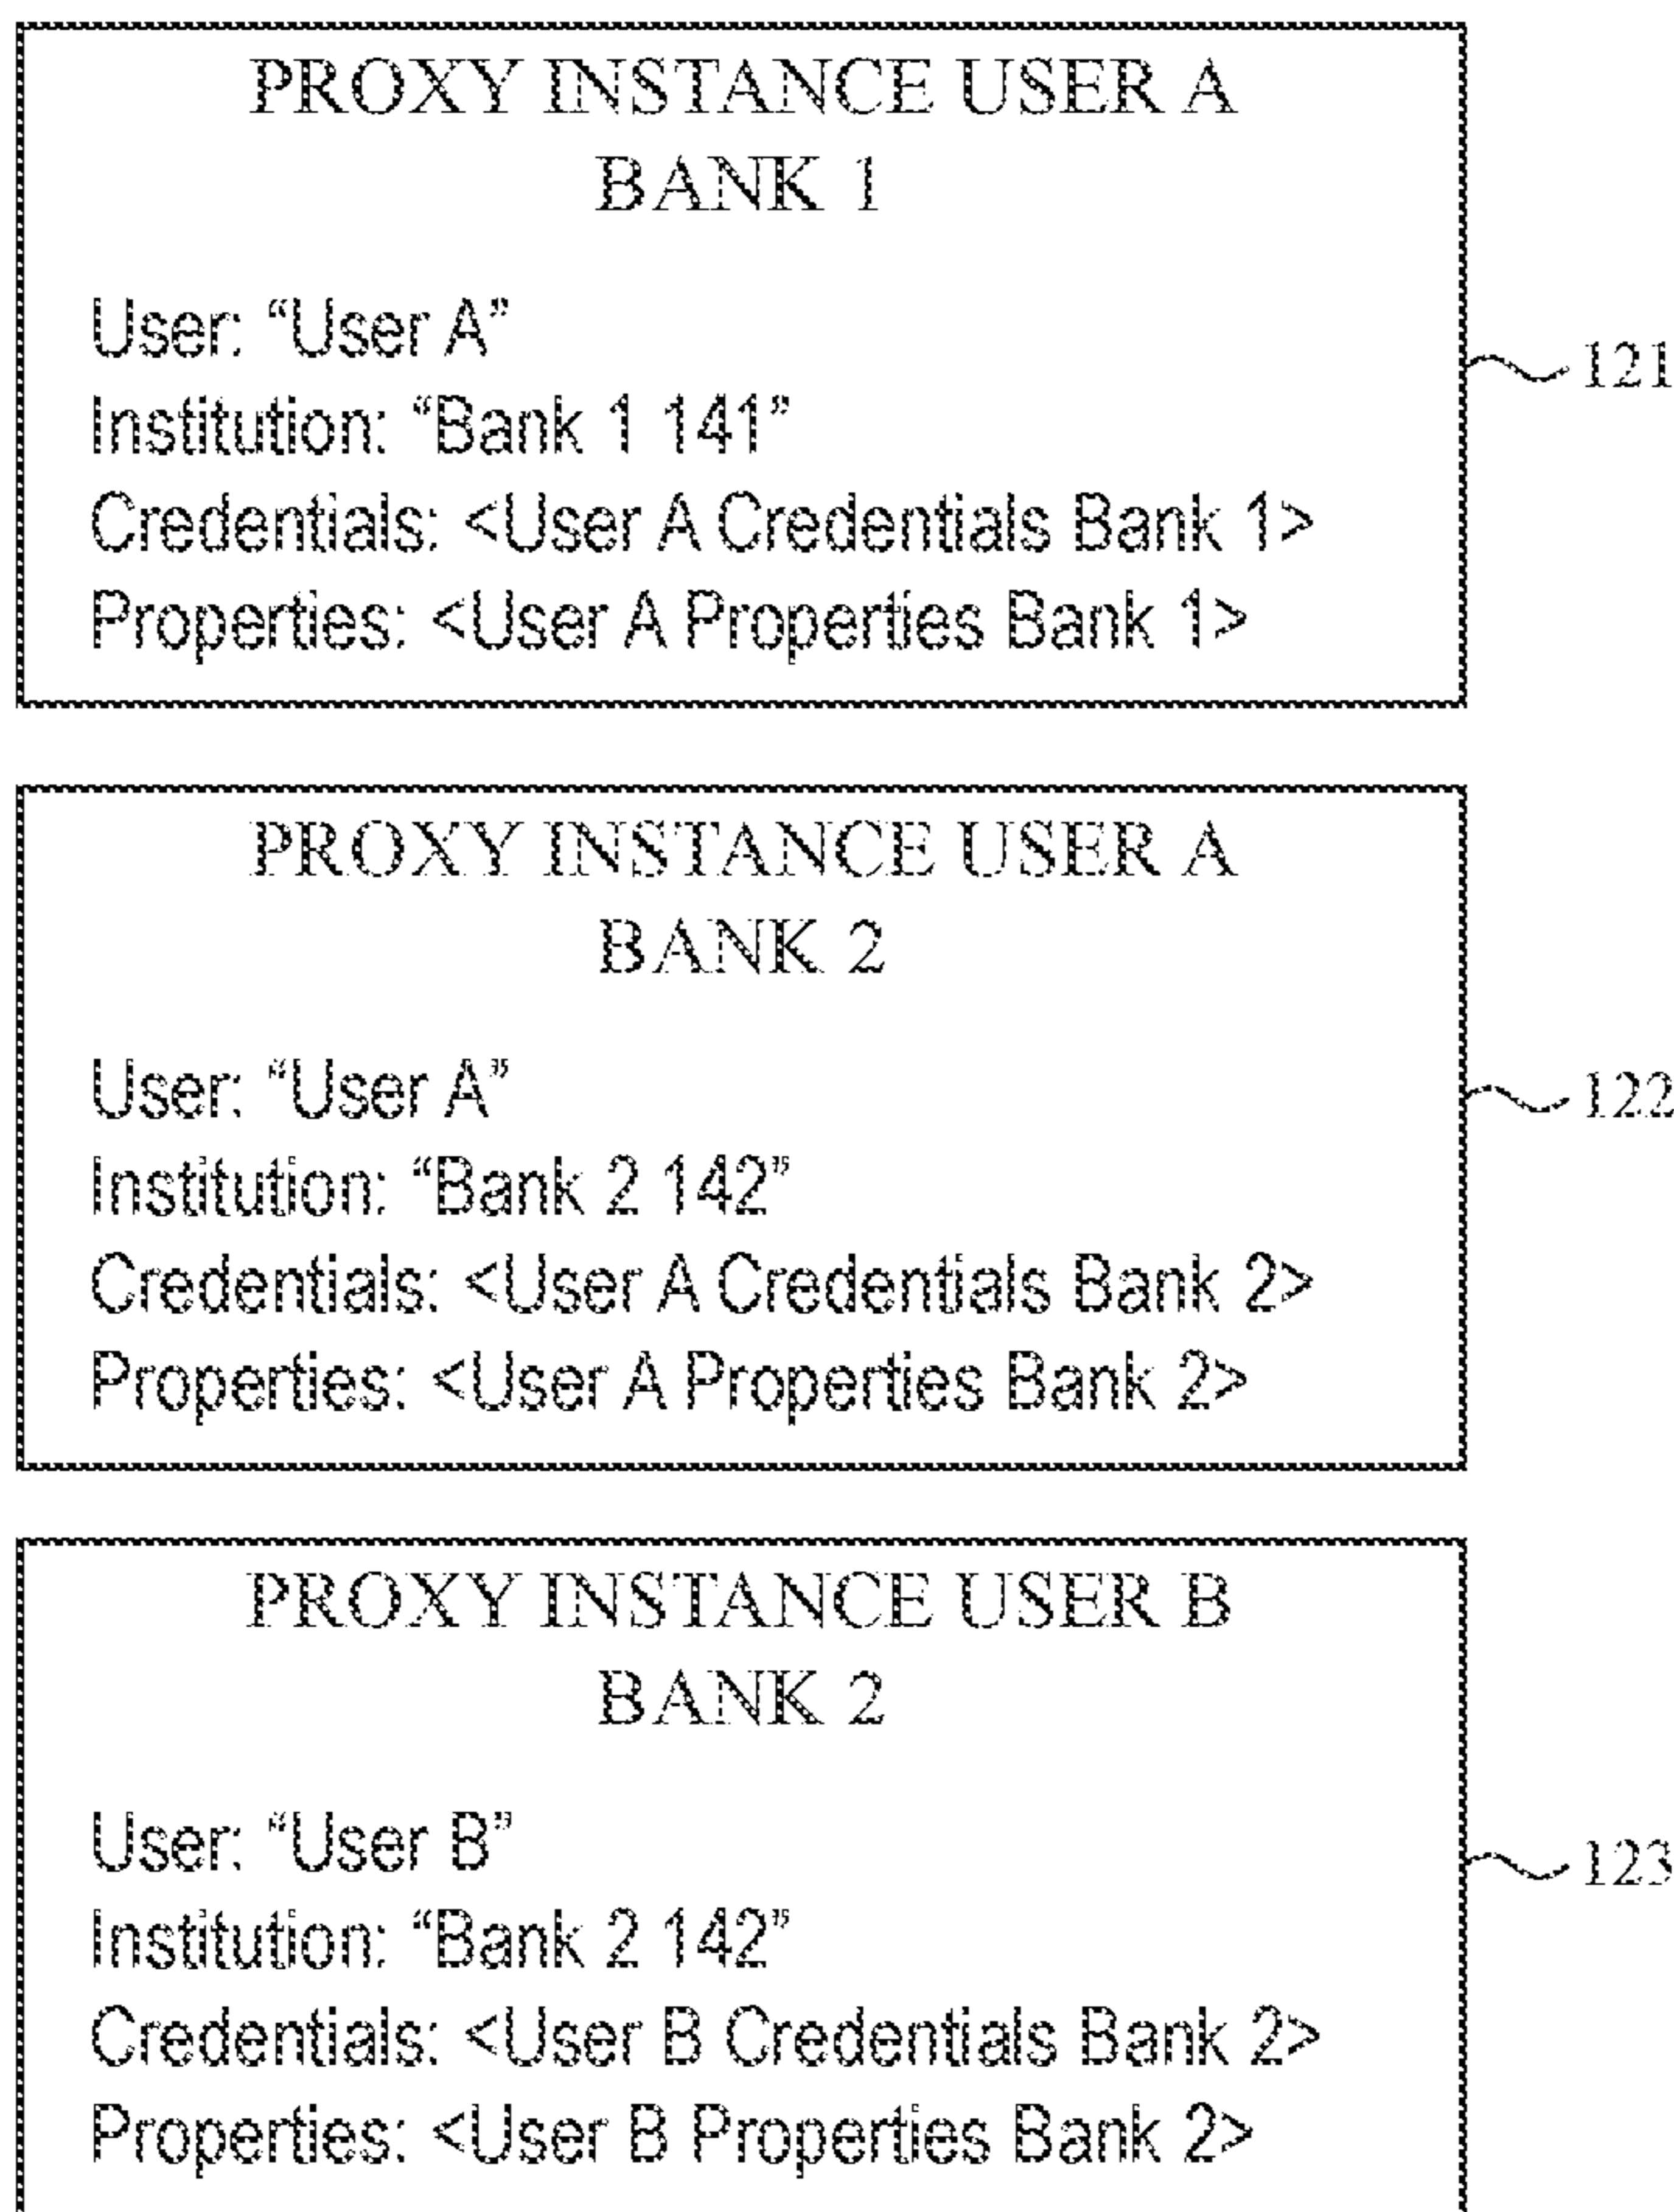 PROXY INSTANCE USER A
BANK 1
User: “User A”
Institution: “Bank 1 141”
Credentials: <User A Credentials Bank 1>
Properties: <User A Properties Bank 1>
121
PROXY INSTANCE USER A
BANK 2
User: “User A”
Institution: “Bank 2 142”
Credentials: <User A Credentials Bank 2>
Properties: <User A Properties Bank 2>
122
PROXY INSTANCE USER B
BANK 2
User: “User B”
Institution: “Bank 2 142”
Credentials: <User B Credentials Bank 2>
Properties: <User B Properties Bank 2>
123